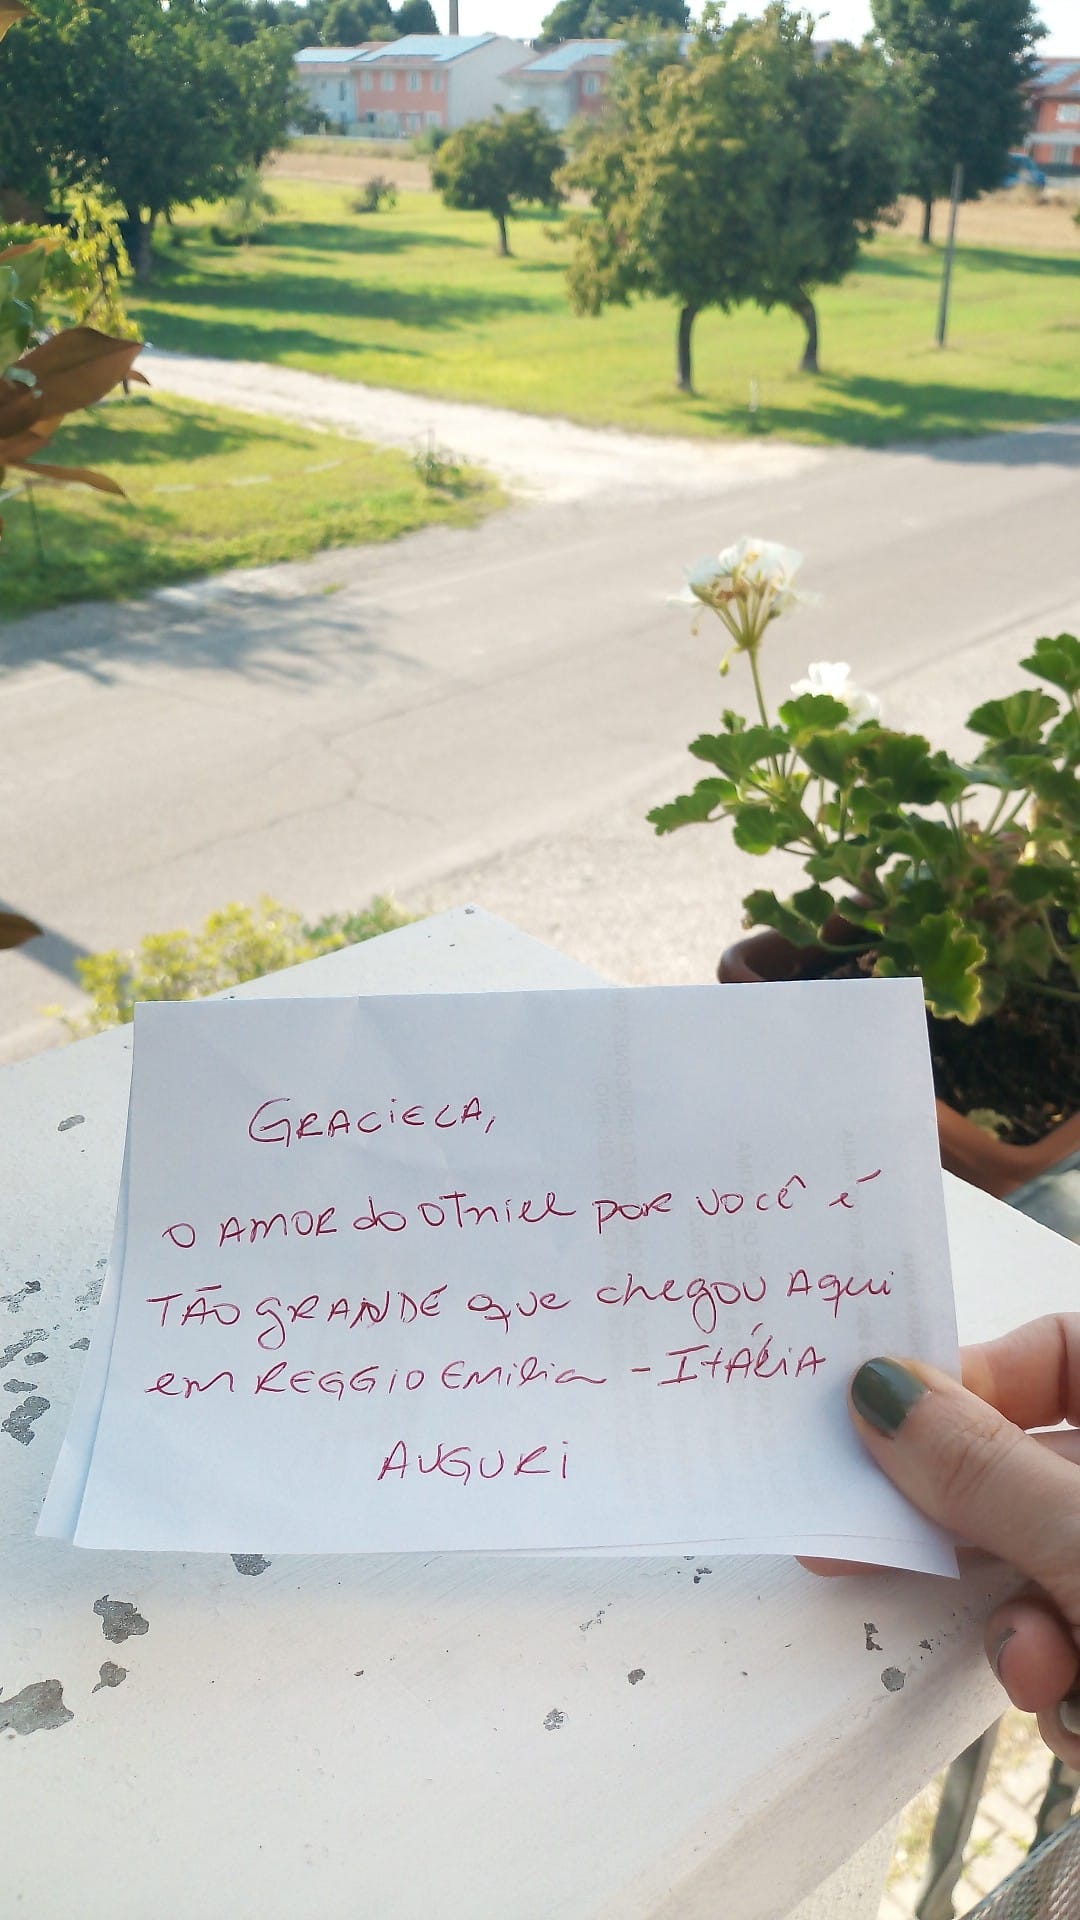 GRACIELA,
O AMOR do OTniel por você é
TÃO GRANDE que chegou Aqui
em REGGIO Emilia - ITÁLIA
AUGURi